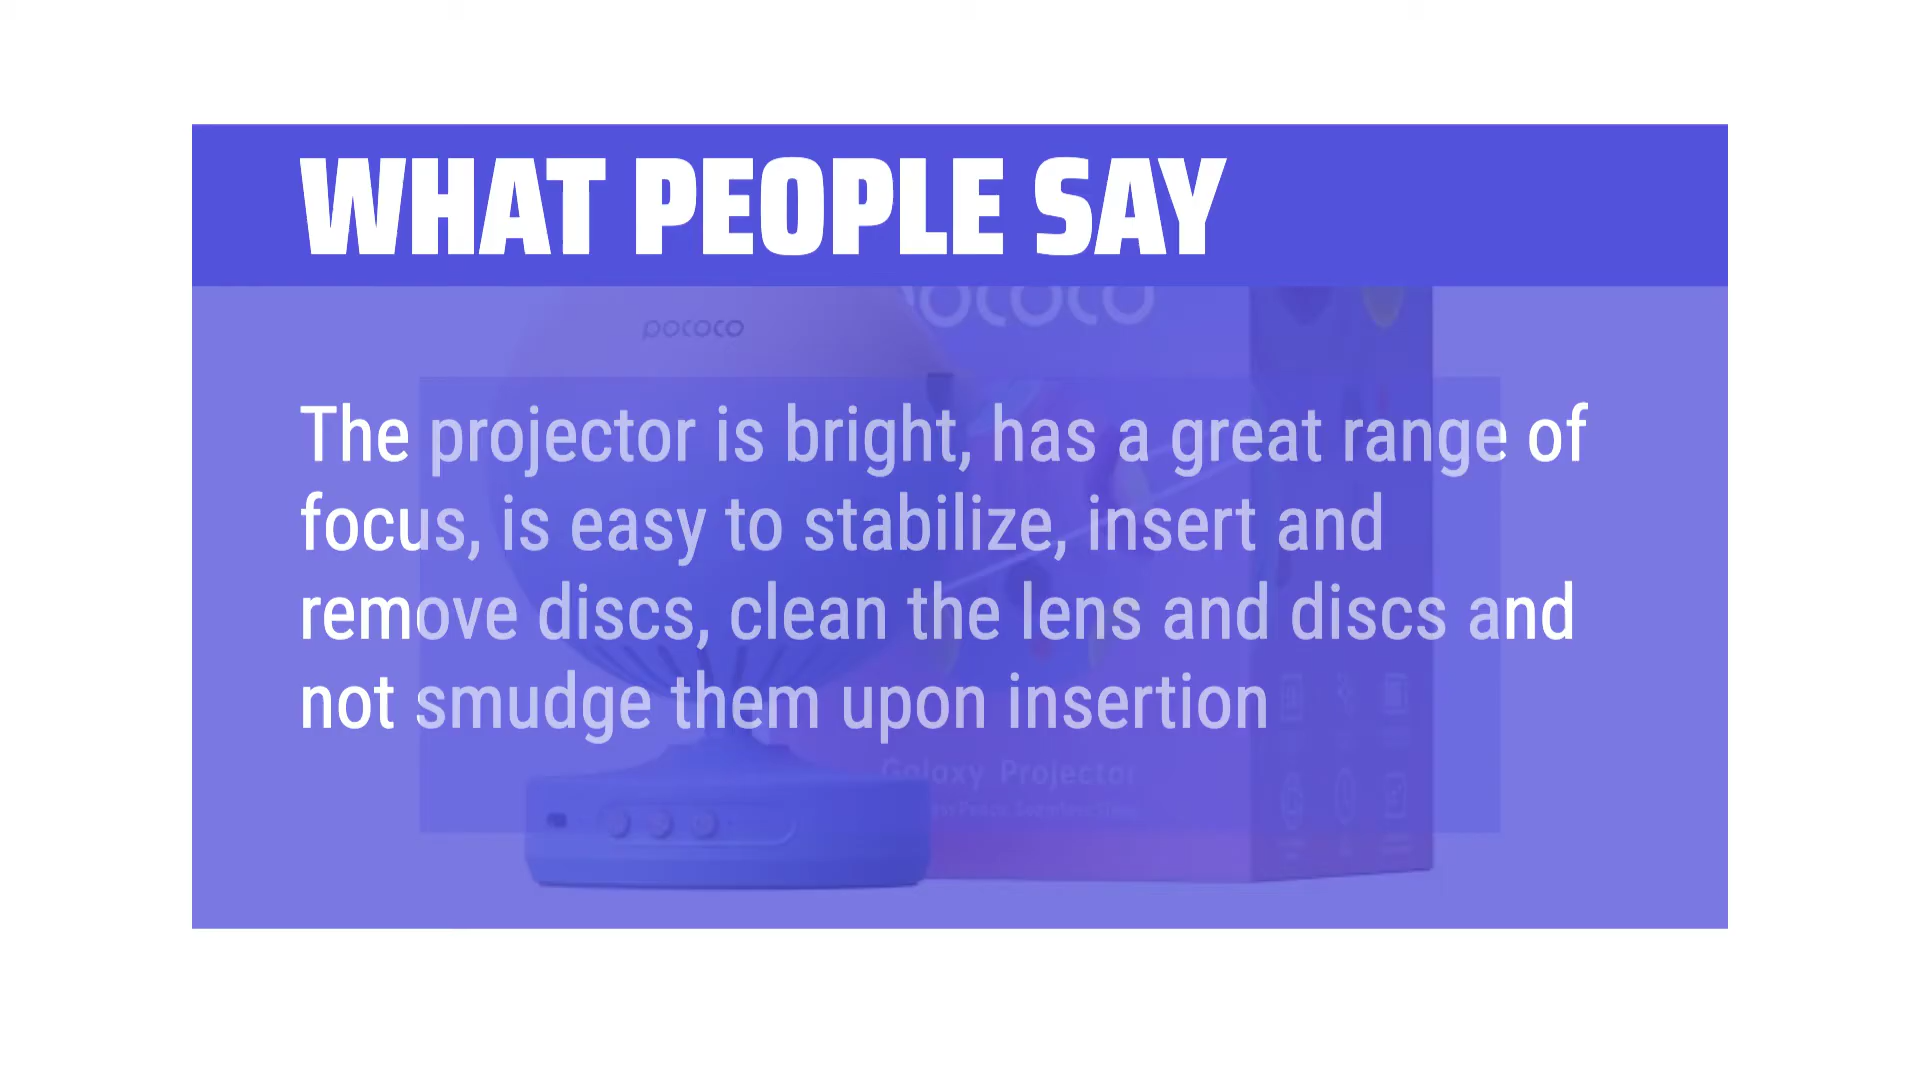 WHAT PEOPLE SAY
pococo
pococo
The projector is bright, has a great range of
focus, is easy to stabilize, insert and
remove discs, clean the lens and discs and
not smudge them upon insertion
Galaxy Projector